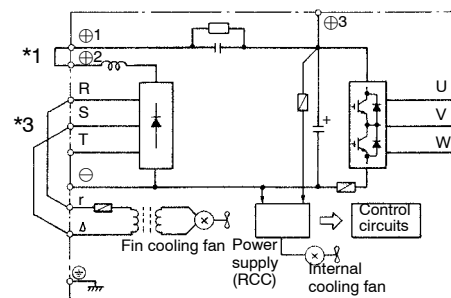 ⊕3
⊕1
*1
⊕2
R
U
*3
S
V
T
+
W
⊖
r
Δ
Fin cooling fan
Power
supply
(RCC)
Control
circuits
Internal
cooling fan